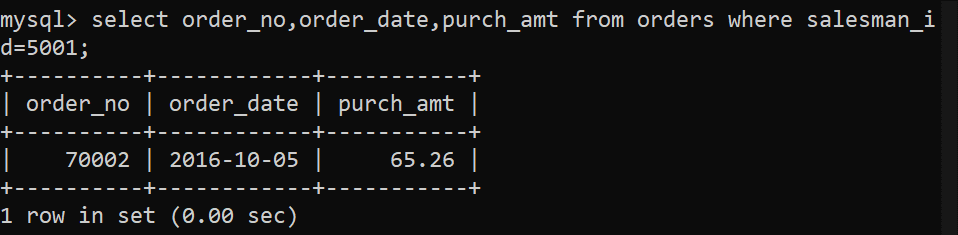 mysql> select order_no,order_date,purch_amt from orders where salesman_i
d=5001;
+----------+------------+-----------+
| order_no | order_date | purch_amt |
+----------+------------+-----------+
|    70002 | 2016-10-05 |     65.26 |
+----------+------------+-----------+
1 row in set (0.00 sec)